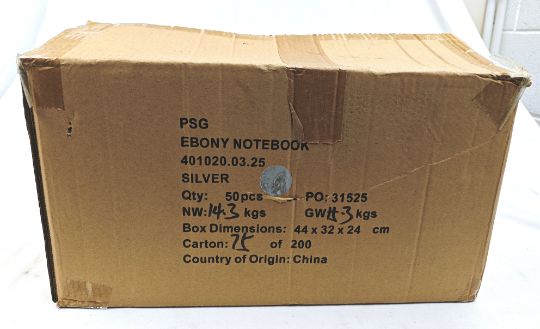 PSG
EBONY NOTEBOOK
401020.03.25
SILVER
Qty: 50pcs PO: 31525
NW: 14.3 kgs GW kgs
Box Dimensions: 44 x 32 x 24 cm
Carton: 75 of 200
Country of Origin: China